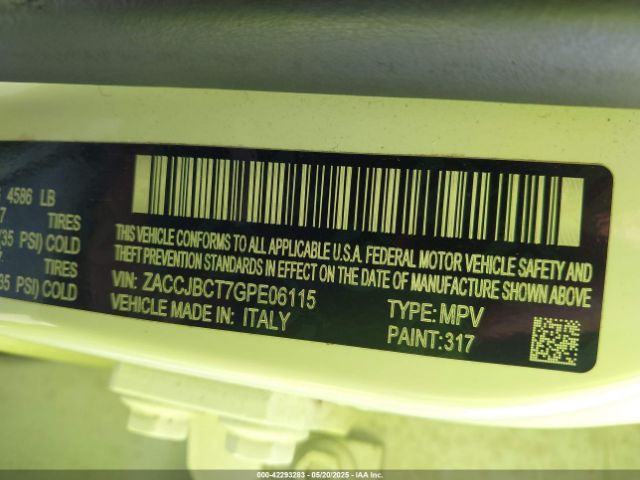 4586 LB
TIRES
(35 PSI) COLD
TIRES
(35 PSI) COLD
THIS VEHICLE CONFORMS TO ALL APPLICABLE U.S.A. FEDERAL MOTOR VEHICLE SAFETY AND
THEFT PREVENTION STANDARDS IN EFFECT ON THE DATE OF MANUFACTURE SHOWN ABOVE
VIN: ZACCJBCT7GPE06115 TYPE: MPV
VEHICLE MADE IN: ITALY PAINT: 317
000-42293283 - 05/20/2025 - IAA Inc.